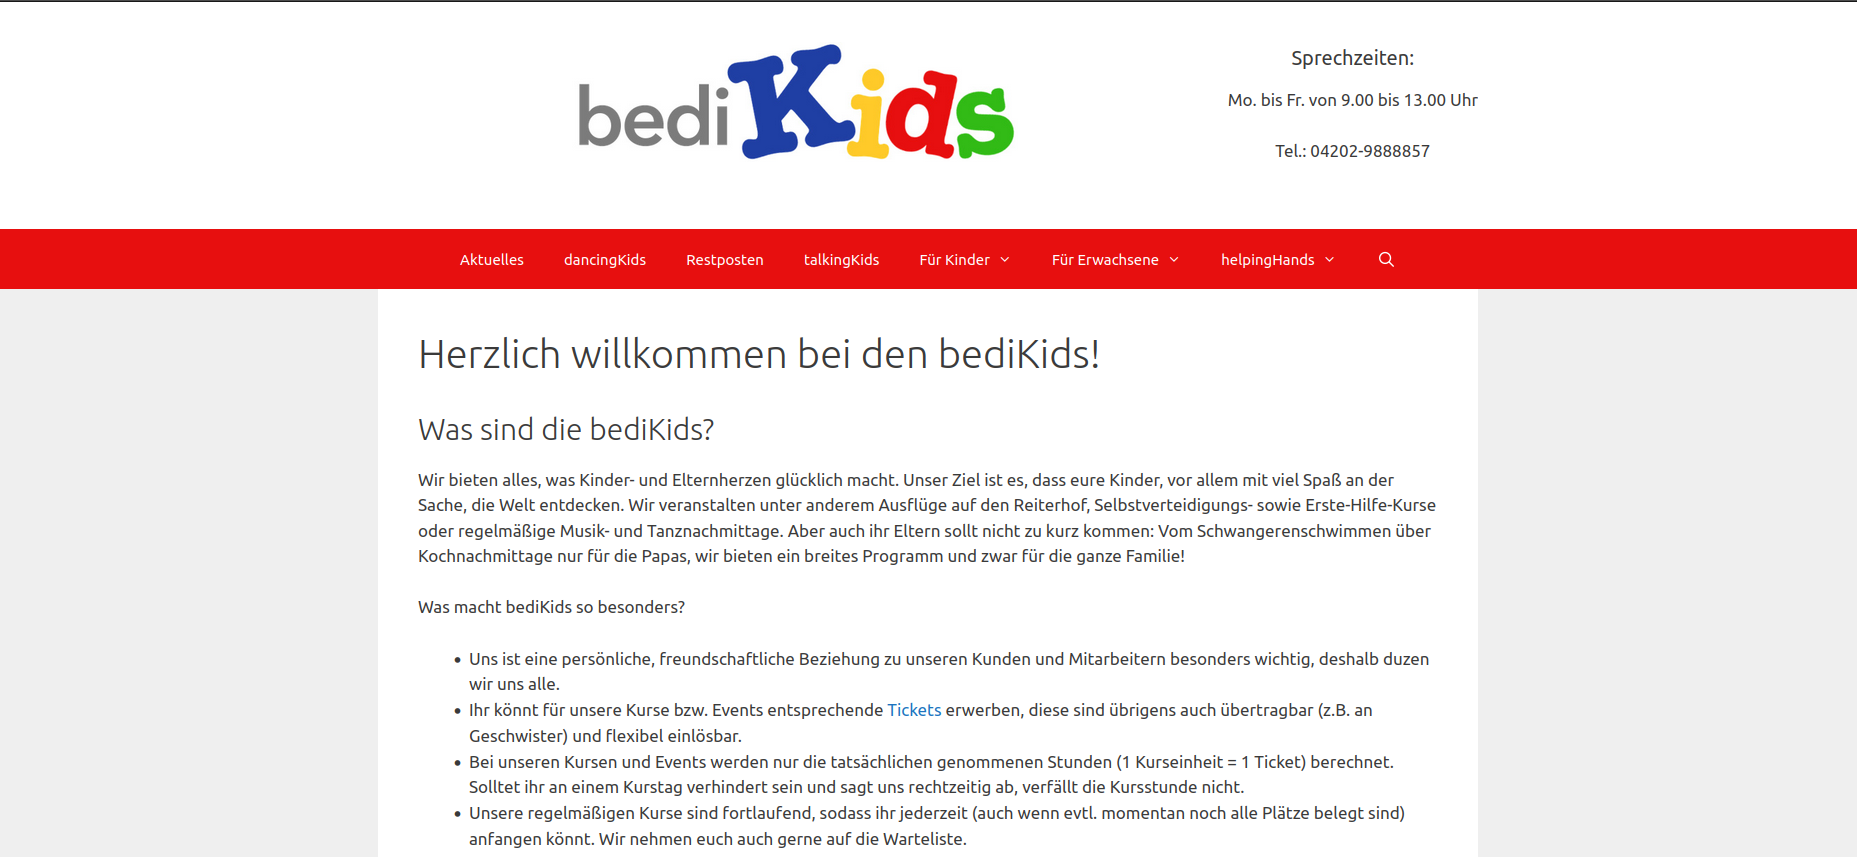 bediKids
Sprechzeiten:
Mo. bis Fr. von 9.00 bis 13.00 Uhr
Tel.: 04202-9888857
Aktuelles dancingKids Restposten talkingKids Für Kinder Für Erwachsene helpingHands
Herzlich willkommen bei den bediKids!
Was sind die bediKids?
Wir bieten alles, was Kinder- und Elternherzen glücklich macht. Unser Ziel ist es, dass eure Kinder, vor allem mit viel Spaß an der
Sache, die Welt entdecken. Wir veranstalten unter anderem Ausflüge auf den Reiterhof, Selbstverteidigungs- sowie Erste-Hilfe-Kurse
oder regelmäßige Musik- und Tanznachmittage. Aber auch ihr Eltern sollt nicht zu kurz kommen: Vom Schwangerenschwimmen über
Kochnachmittage nur für die Papas, wir bieten ein breites Programm und zwar für die ganze Familie!
Was macht bediKids so besonders?
• Uns ist eine persönliche, freundschaftliche Beziehung zu unseren Kunden und Mitarbeitern besonders wichtig, deshalb duzen
wir uns alle.
• Ihr könnt für unsere Kurse bzw. Events entsprechende Tickets erwerben, diese sind übrigens auch übertragbar (z.B. an
Geschwister) und flexibel einlösbar.
• Bei unseren Kursen und Events werden nur die tatsächlichen genommenen Stunden (1 Kurseinheit = 1 Ticket) berechnet.
Solltet ihr an einem Kurstag verhindert sein und sagt uns rechtzeitig ab, verfällt die Kursstunde nicht.
• Unsere regelmäßigen Kurse sind fortlaufend, sodass ihr jederzeit (auch wenn evtl. momentan noch alle Plätze belegt sind)
anfangen könnt. Wir nehmen euch auch gerne auf die Warteliste.